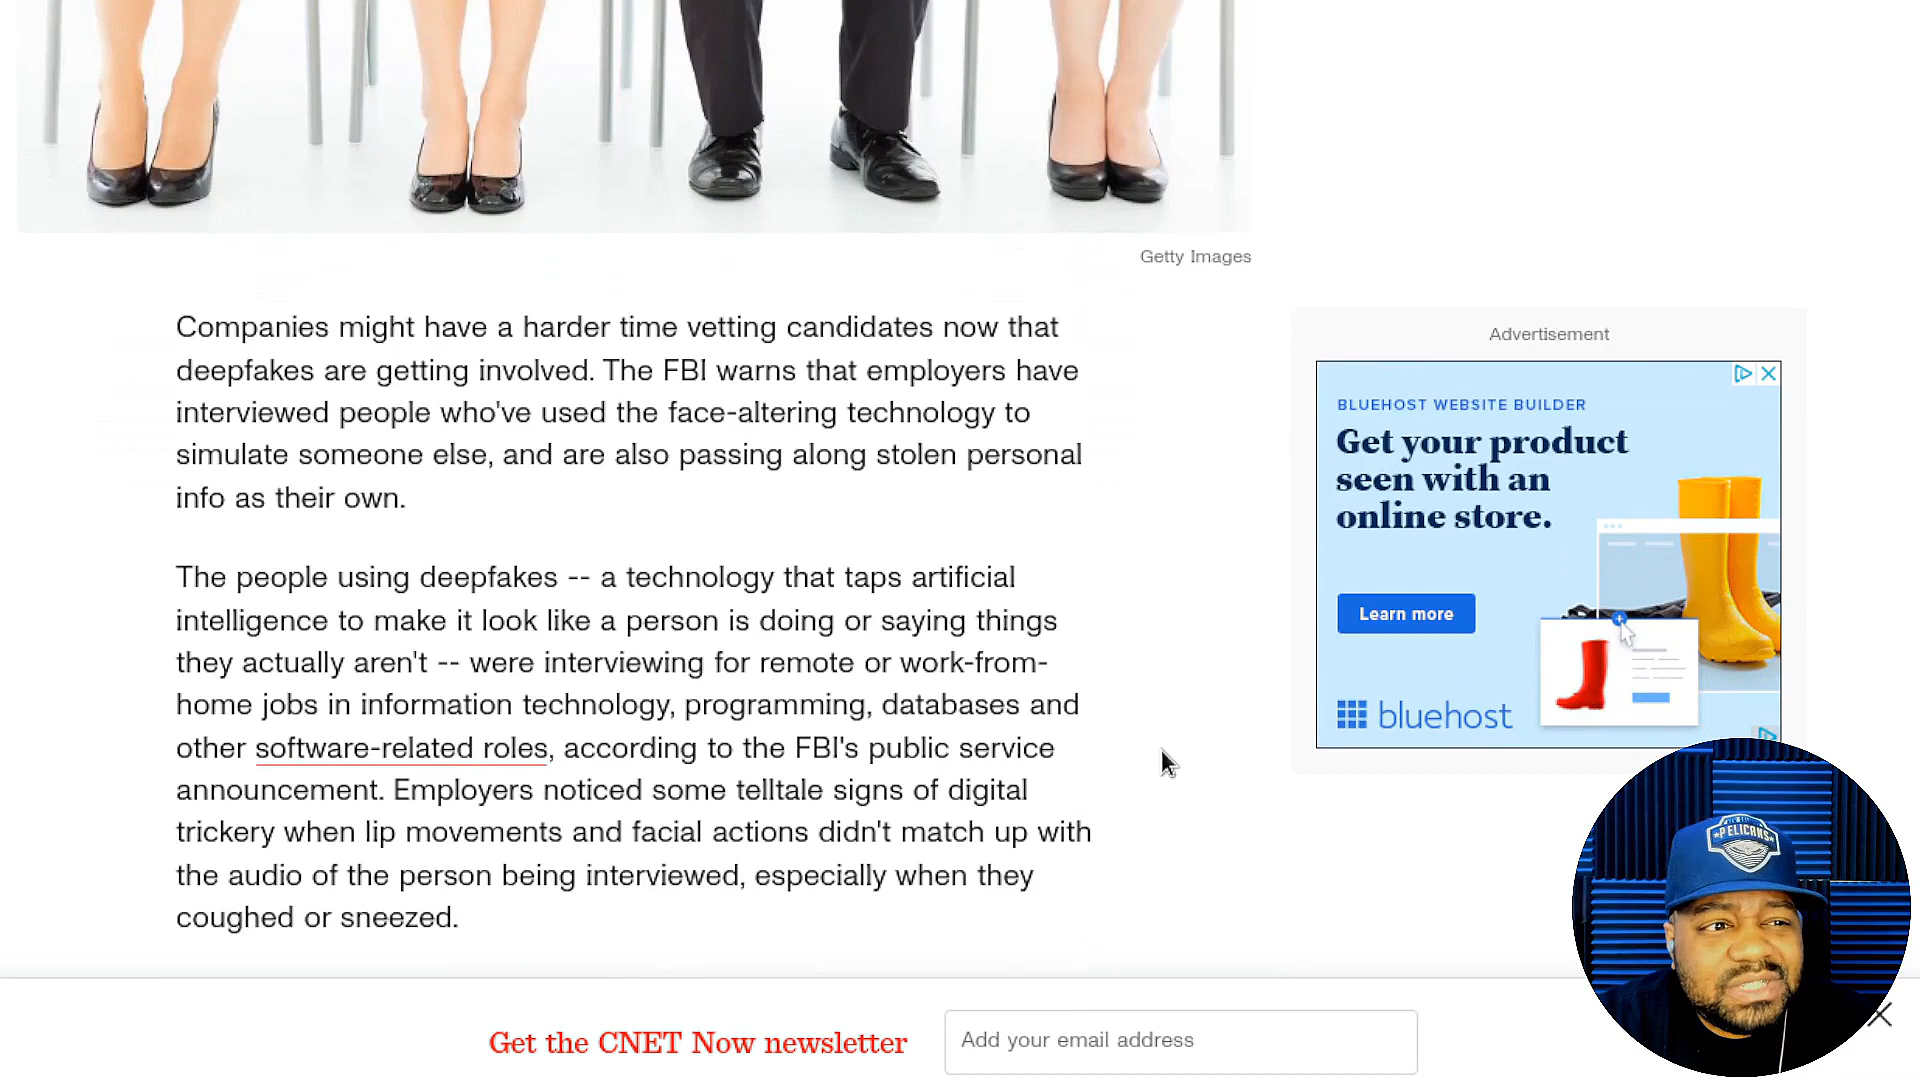 Getty Images
Companies might have a harder time vetting candidates now that
deepfakes are getting involved. The FBI warns that employers have
interviewed people who've used the face-altering technology to
simulate someone else, and are also passing along stolen personal
info as their own.
The people using deepfakes -- a technology that taps artificial
intelligence to make it look like a person is doing or saying things
they actually aren't -- were interviewing for remote or work-from-
home jobs in information technology, programming, databases and
other software-related roles, according to the FBI's public service
announcement. Employers noticed some telltale signs of digital
trickery when lip movements and facial actions didn't match up with
the audio of the person being interviewed, especially when they
coughed or sneezed.
Advertisement
BLUEHOST WEBSITE BUILDER
Get your product
seen with an
online store.
Learn more
bluehost
PELICANS
Get the CNET Now newsletter
Add your email address